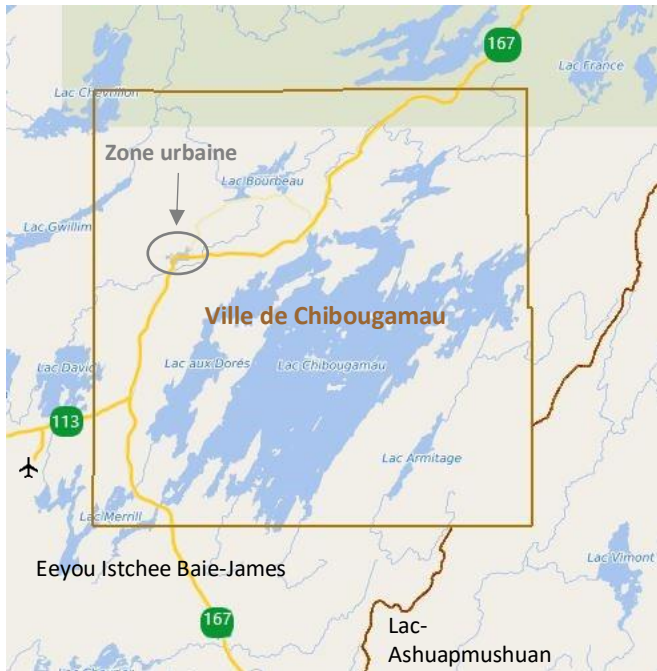 167
Lac France
Lac Chevrillon
Zone urbaine
Lac Bourbeau
Lac Gwillim
Ville de Chibougamau
Lac David
Lac aux Dorés
Lac Chibougamau
113
Lac Armitage
Lac Merrill
Eeyou Istchee Baie-James
Lac Vimont
167
Lac-
Ashuapmushuan